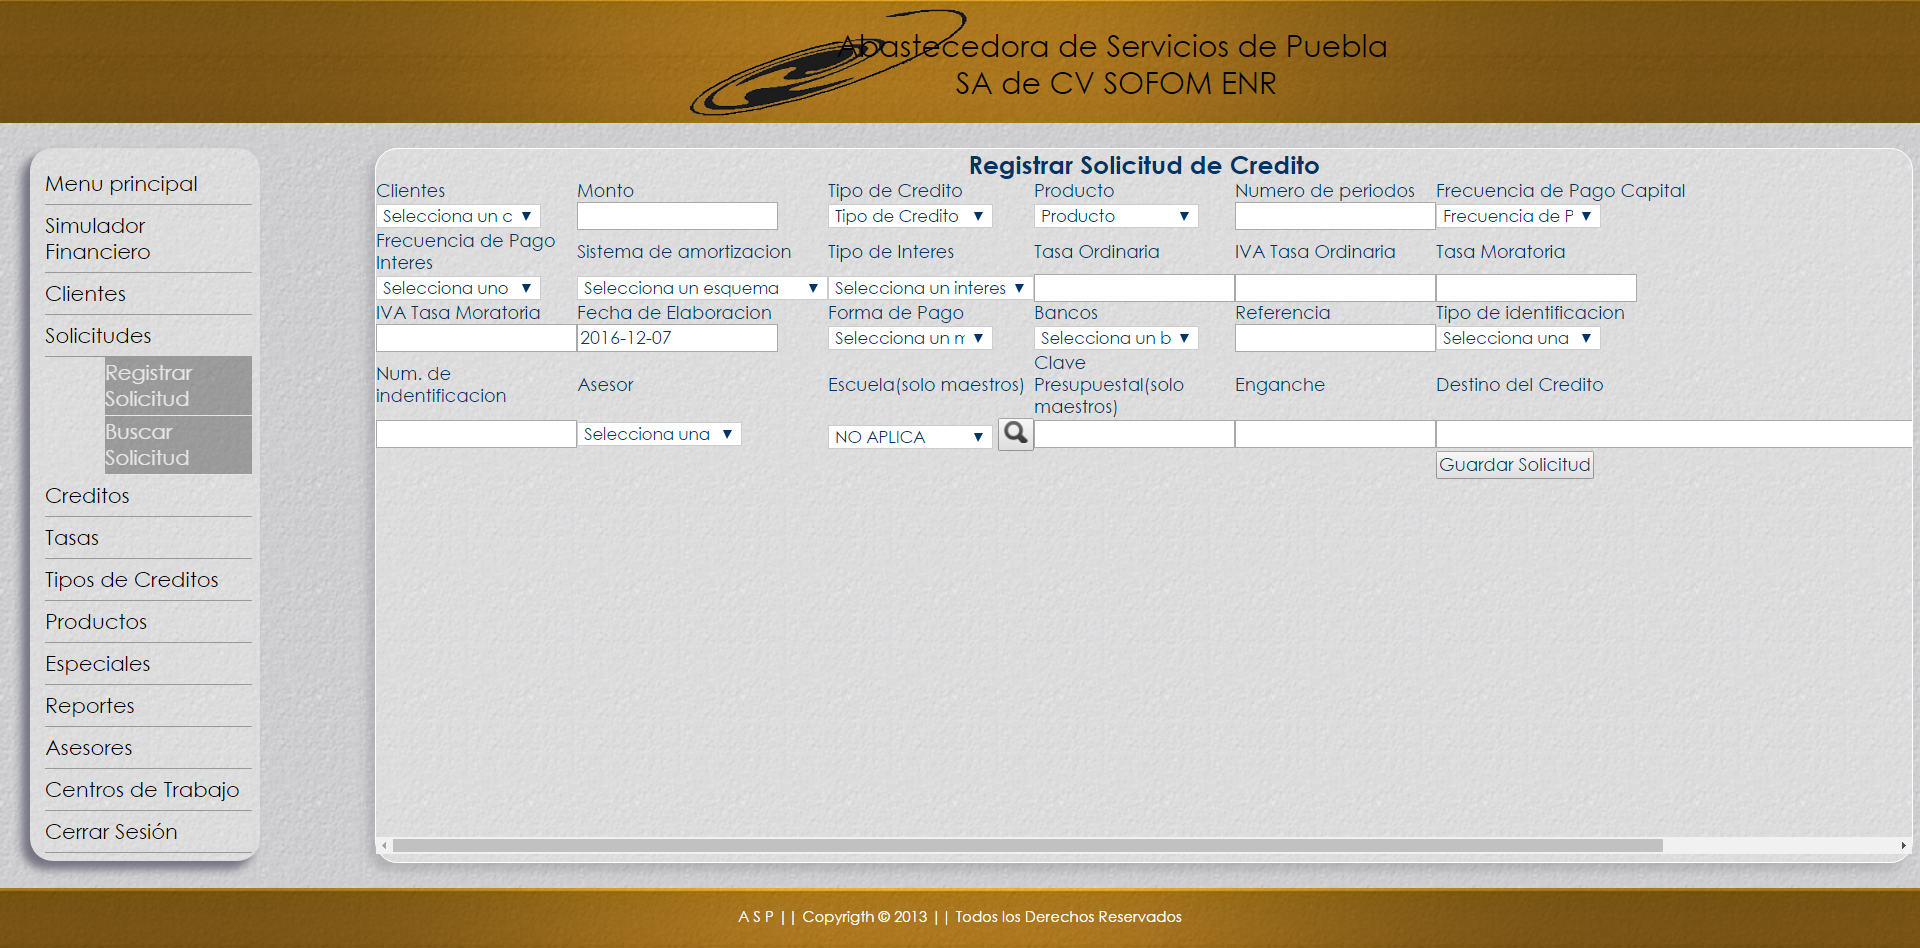 Abastecedora de Servicios de Puebla
SA de CV SOFOM ENR
Menu principal
Simulador
Financiero
Clientes
Solicitudes
Registrar
Solicitud
Buscar
Solicitud
Creditos
Tasas
Tipos de Creditos
Productos
Especiales
Reportes
Asesores
Centros de Trabajo
Cerrar Sesión
Registrar Solicitud de Credito
Clientes Monto Tipo de Credito Producto Numero de periodos Frecuencia de Pago Capital
Selecciona un c Tipo de Credito Producto Frecuencia de P
Frecuencia de Pago
Interes Sistema de amortizacion Tipo de Interes Tasa Ordinaria IVA Tasa Ordinaria Tasa Moratoria
Selecciona uno Selecciona un esquema Selecciona un interes
IVA Tasa Moratoria Fecha de Elaboracion Forma de Pago Bancos Referencia Tipo de identificacion
2016-12-07 Selecciona un m Selecciona un b Selecciona una
Num. de
indentificacion Asesor Escuela(solo maestros) Clave
Presupuestal(solo
maestros) Enganche Destino del Credito
Selecciona una NO APLICA
Guardar Solicitud
A S P || Copyrigth © 2013 || Todos los Derechos Reservados